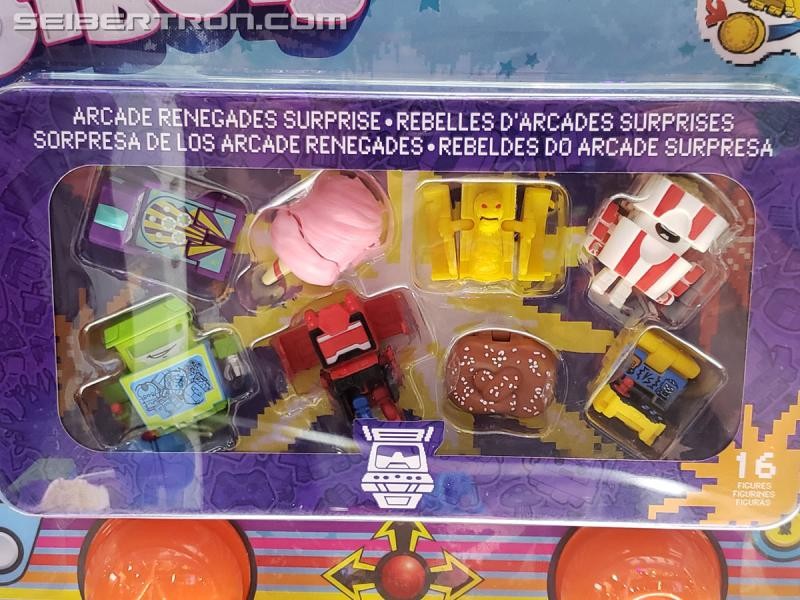 SEIBERTRON.COM
ARCADE RENEGADES SURPRISE • REBELLES D'ARCADES SURPRISES
SORPRESA DE LOS ARCADE RENEGADES • REBELDES DO ARCADE SURPRESA
16
FIGURES
FIGURINES
FIGURAS